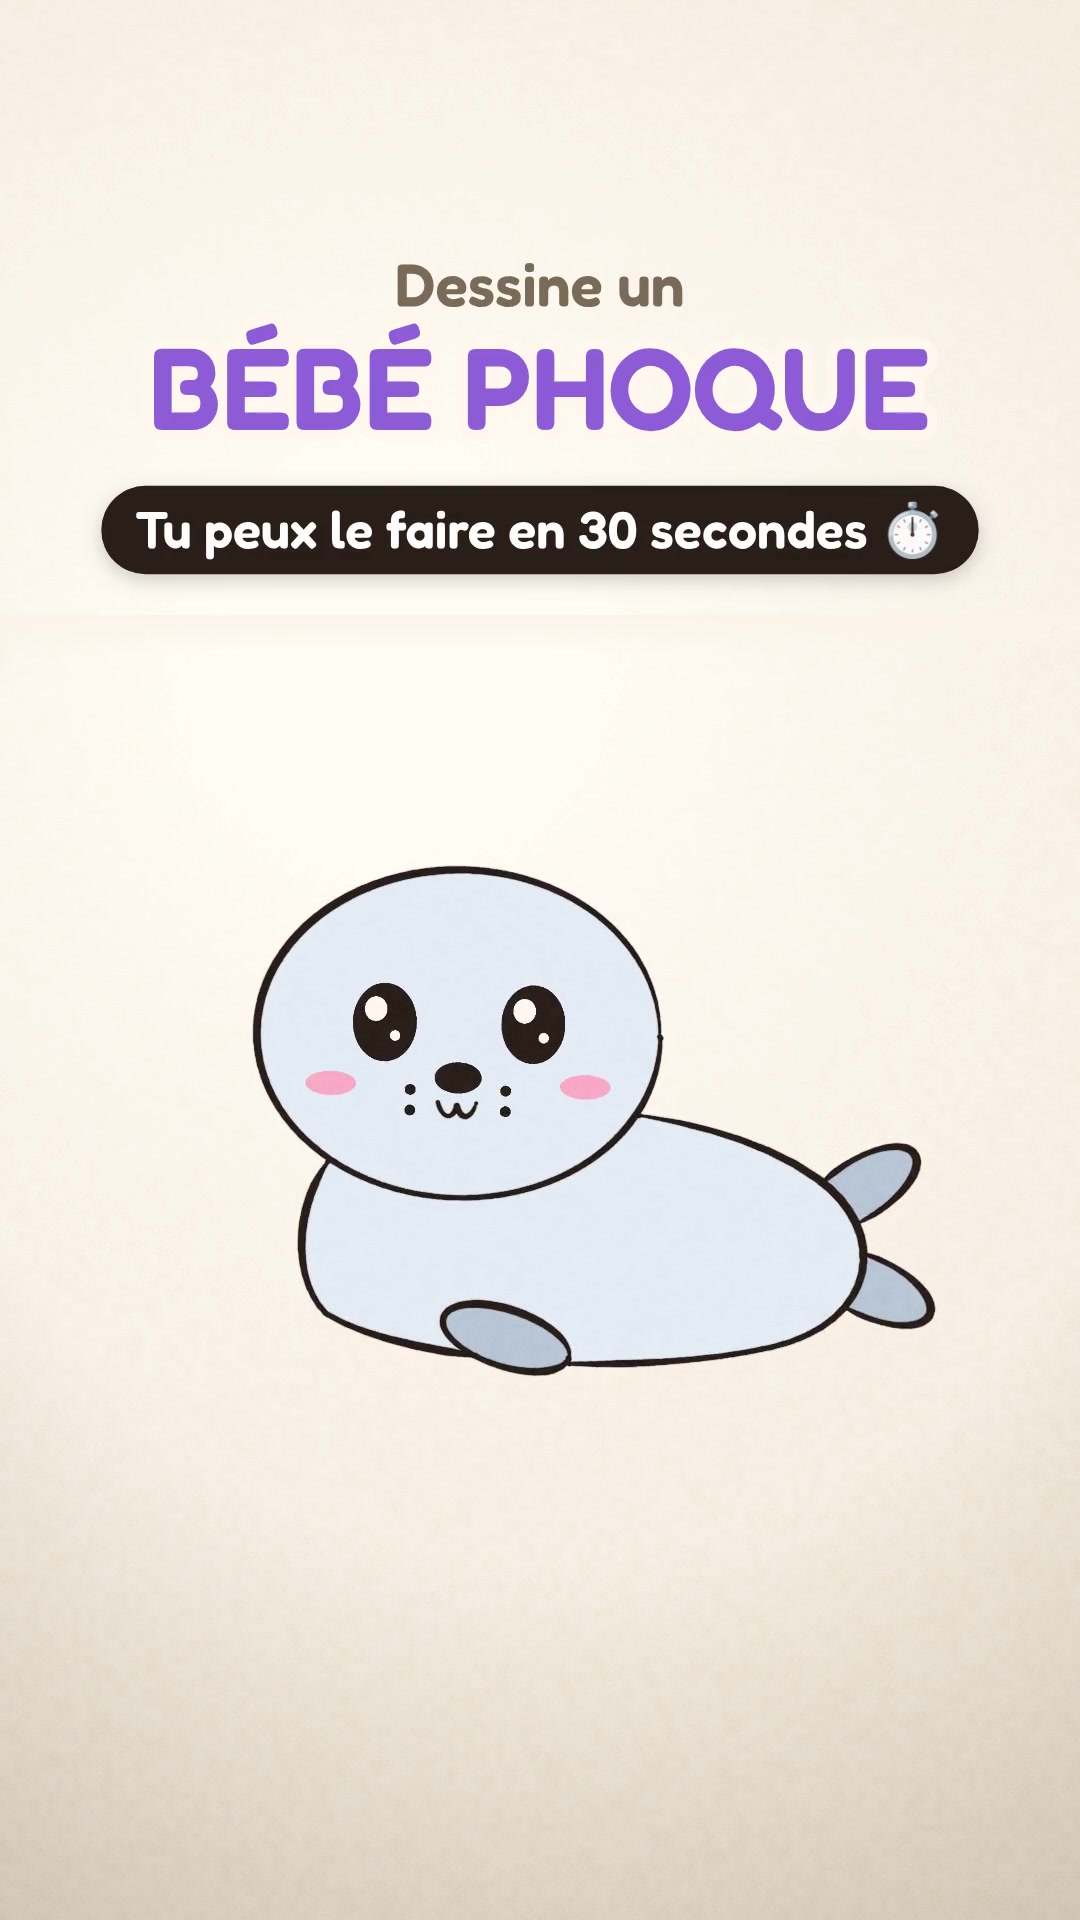 Dessine un
BÉBÉ PHOQUE
Tu peux le faire en 30 secondes ⏱️